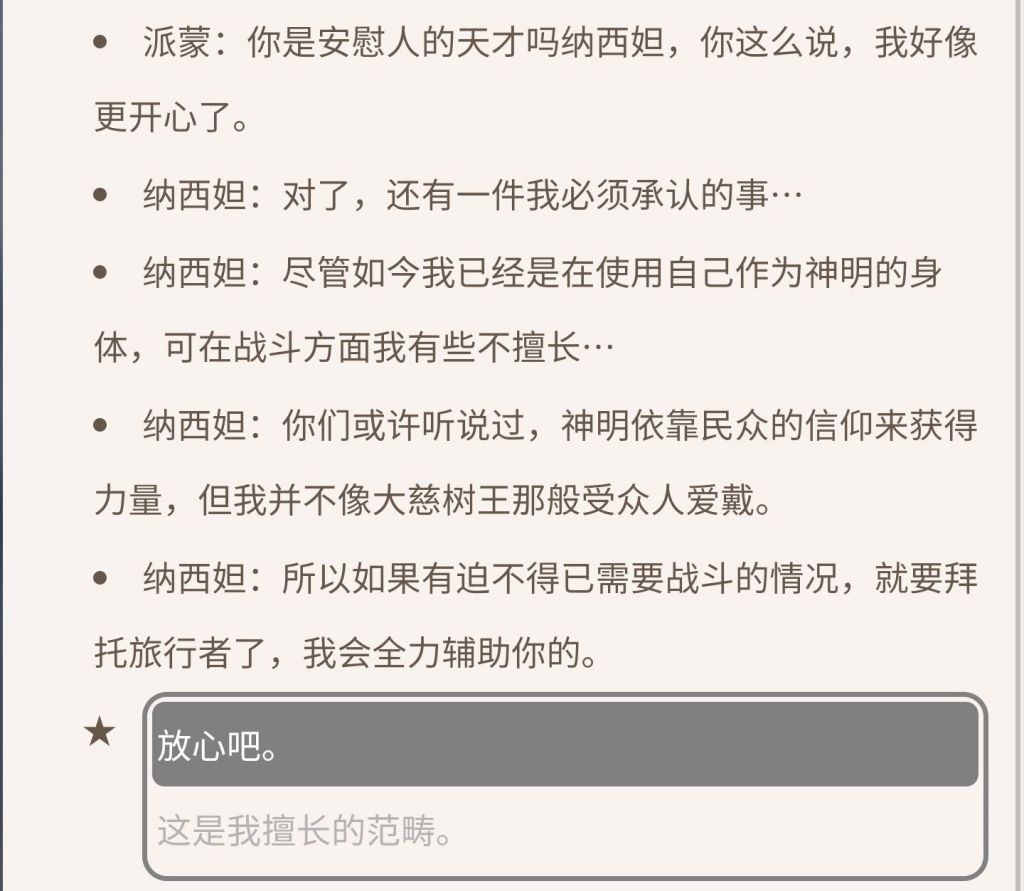 • 派蒙：你是安慰人的天才吗纳西妲，你这么说，我好像
更开心了。
• 纳西妲：对了，还有一件我必须承认的事…
• 纳西妲：尽管如今我已经是在使用自己作为神明的身
体，可在战斗方面我有些不擅长…
• 纳西妲：你们或许听说过，神明依靠民众的信仰来获得
力量，但我并不像大慈树王那般受众人爱戴。
• 纳西妲：所以如果有迫不得已需要战斗的情况，就要拜
托旅行者了，我会全力辅助你的。
★ 放心吧。
这是我擅长的范畴。